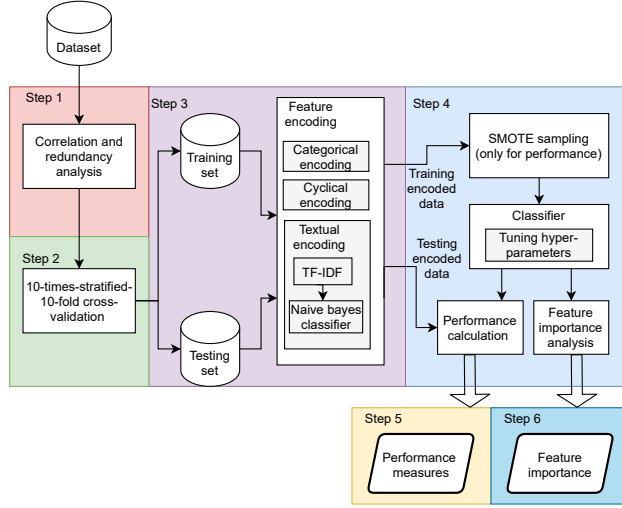 Dataset
Step 1
Correlation and
redundancy
analysis
Step 2
10-times-stratified-
10-fold cross-
validation
Step 3
Training
set
Testing
set
Feature
encoding
Categorical
encoding
Cyclical
encoding
Textual
encoding
TF-IDF
Naive bayes
classifier
Step 4
Training
encoded
data
Testing
encoded
data
SMOTE sampling
(only for performance)
Classifier
Tuning hyper-
parameters
Performance
calculation
Feature
importance
analysis
Step 5
Performance
measures
Step 6
Feature
importance